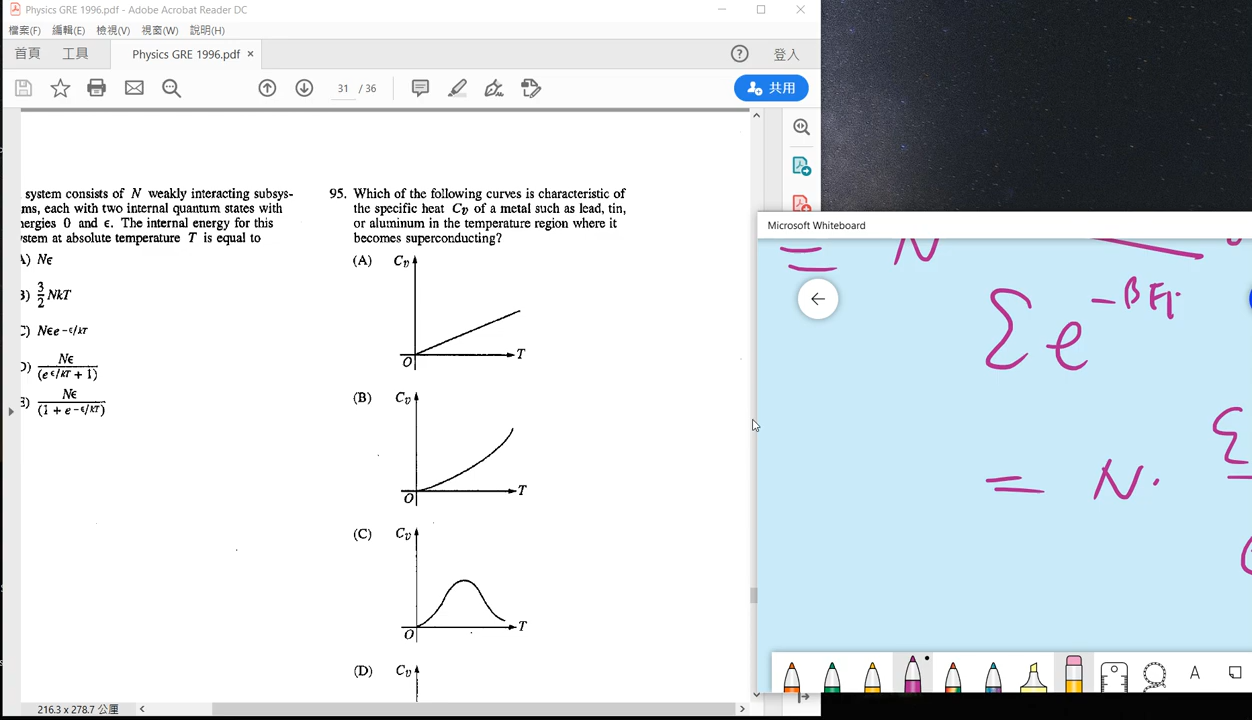 Physics GRE 1996.pdf - Adobe Acrobat Reader DC
檔案(F) 編輯(E) 檢視(V) 視窗(W) 說明(H)
首頁 工具 Physics GRE 1996.pdf × 登入
31 / 36 共用
system consists of N weakly interacting subsys-
ms, each with two internal quantum states with
nergies 0 and ϵ. The internal energy for this
stem at absolute temperature T is equal to
A) Nϵ
B) 3/2 NkT
C) Nϵe^{-ϵ/kT}
D) Nϵ/(e^{ϵ/kT} + 1)
E) Nϵ/(1 + e^{-ϵ/kT})
95. Which of the following curves is characteristic of
the specific heat C_v of a metal such as lead, tin,
or aluminum in the temperature region where it
becomes superconducting?
(A) C_v
O T
(B) C_v
O T
(C) C_v
O T
(D) C_v
216.3 x 278.7 公釐
Microsoft Whiteboard
= N
Σ e^{-βE_i}
= N · Σ
A